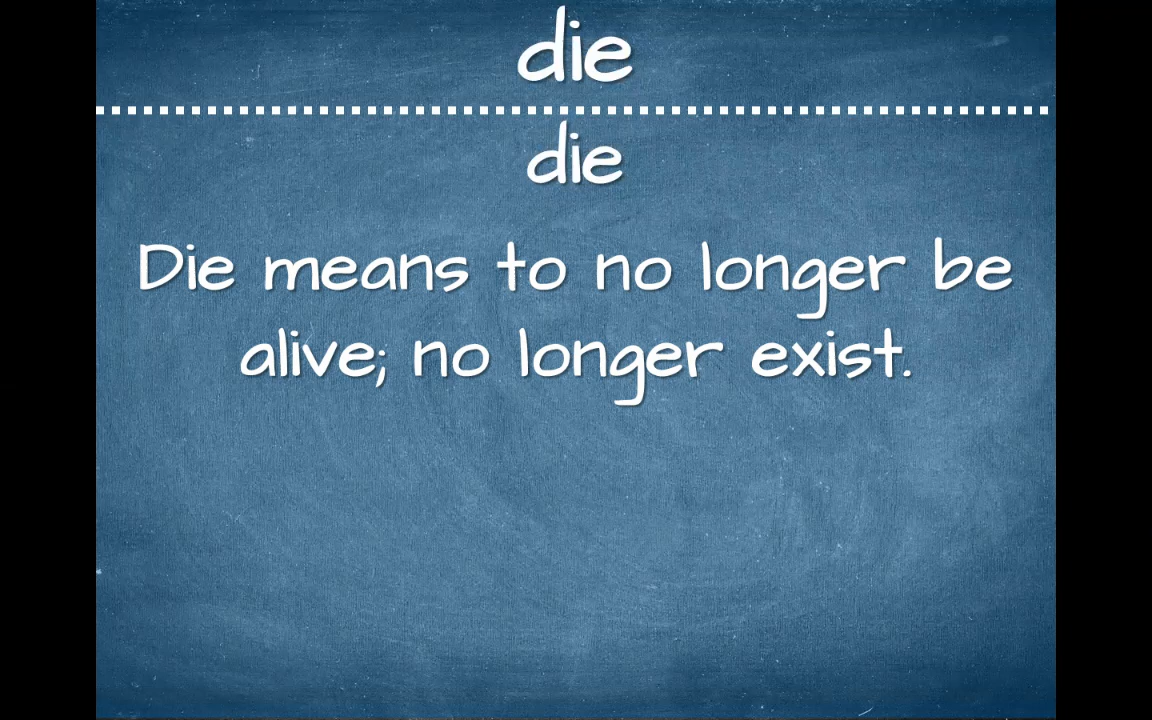 die
die
Die means to no longer be
alive; no longer exist.